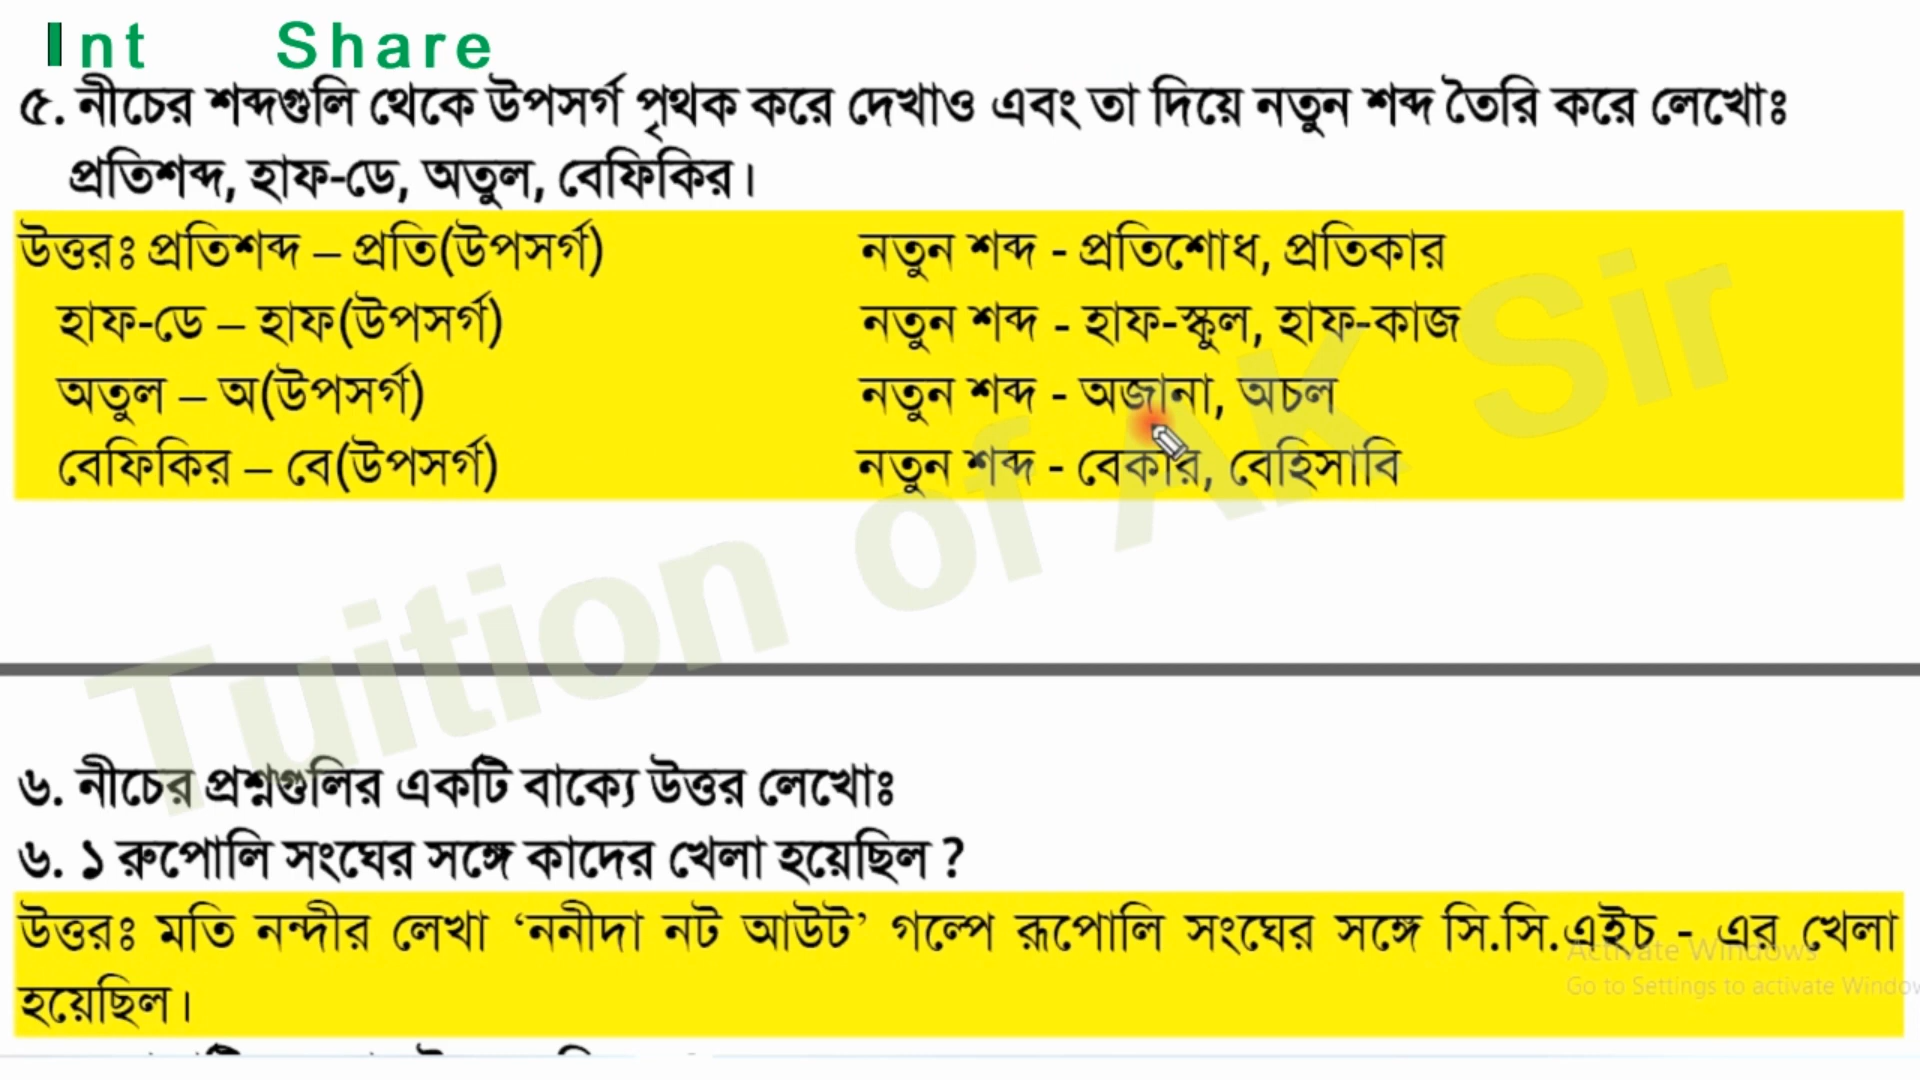 Int Share
৫. নীচের শব্দগুলি থেকে উপসর্গ পৃথক করে দেখাও এবং তা দিয়ে নতুন শব্দ তৈরি করে লেখোঃ
প্রতিশব্দ, হাফ-ডে, অতুল, বেফিকির।
উত্তরঃ প্রতিশব্দ – প্রতি(উপসর্গ) নতুন শব্দ - প্রতিশোধ, প্রতিকার
হাফ-ডে – হাফ(উপসর্গ) নতুন শব্দ - হাফ-স্কুল, হাফ-কাজ
অতুল – অ(উপসর্গ) নতুন শব্দ - অজানা, অচল
বেফিকির – বে(উপসর্গ) নতুন শব্দ - বেকার, বেহিসাবি
Tuition of AK Sir
৬. নীচের প্রশ্নগুলির একটি বাক্যে উত্তর লেখোঃ
৬. ১ রুপোলি সংঘের সঙ্গে কাদের খেলা হয়েছিল ?
উত্তরঃ মতি নন্দীর লেখা ‘ননীদা নট আউট’ গল্পে রূপোলি সংঘের সঙ্গে সি.সি.এইচ - এর খেলা
হয়েছিল।
Activate Windows
Go to Settings to activate Window